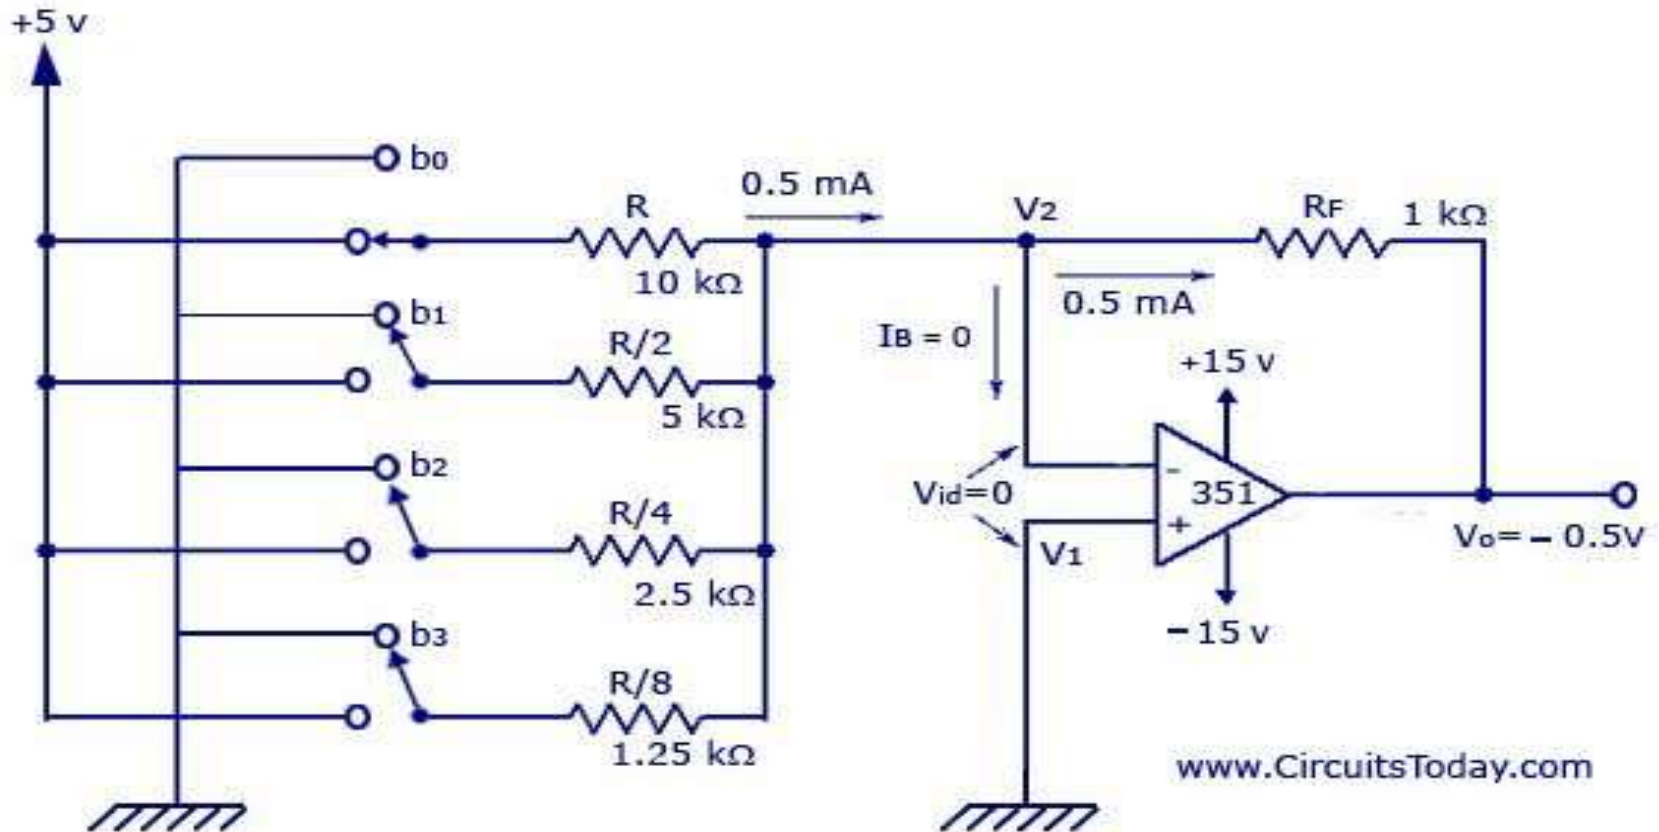 +5 v
b0
R
10 kΩ
0.5 mA
V2
RF
1 kΩ
b1
R/2
5 kΩ
IB = 0
0.5 mA
+15 v
b2
R/4
2.5 kΩ
Vid=0
-
351
+
V1
Vo= – 0.5v
– 15 v
b3
R/8
1.25 kΩ
www.CircuitsToday.com